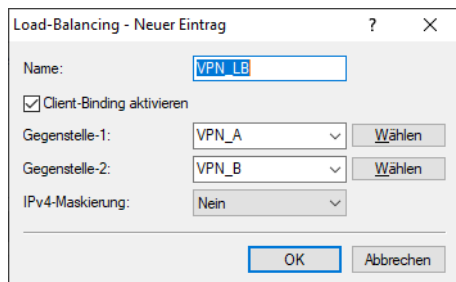 Load-Balancing - Neuer Eintrag ?
Name: VPN_LB
Client-Binding aktivieren
Gegenstelle-1: VPN_A Wählen
Gegenstelle-2: VPN_B Wählen
IPv4-Maskierung: Nein
OK Abbrechen